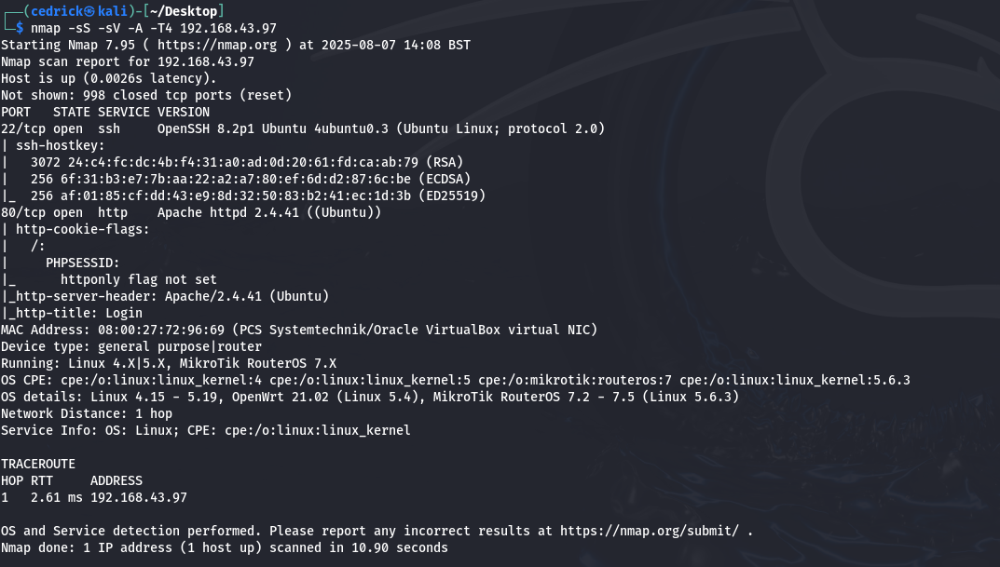 ┌──(cedrick㉿kali)-[~/Desktop]
└─$ nmap -sS -sV -A -T4 192.168.43.97
Starting Nmap 7.95 ( https://nmap.org ) at 2025-08-07 14:08 BST
Nmap scan report for 192.168.43.97
Host is up (0.0026s latency).
Not shown: 998 closed tcp ports (reset)
PORT   STATE SERVICE VERSION
22/tcp open  ssh     OpenSSH 8.2p1 Ubuntu 4ubuntu0.3 (Ubuntu Linux; protocol 2.0)
| ssh-hostkey:
|   3072 24:c4:fc:dc:4b:f4:31:a0:ad:0d:20:61:fd:ca:ab:79 (RSA)
|   256 6f:31:b3:e7:7b:aa:22:a2:a7:80:ef:6d:d2:87:6c:be (ECDSA)
|_  256 af:01:85:cf:dd:43:e9:8d:32:50:83:b2:41:ec:1d:3b (ED25519)
80/tcp open  http    Apache httpd 2.4.41 ((Ubuntu))
| http-cookie-flags:
|   /:
|     PHPSESSID:
|_      httponly flag not set
|_http-server-header: Apache/2.4.41 (Ubuntu)
|_http-title: Login
MAC Address: 08:00:27:72:96:69 (PCS Systemtechnik/Oracle VirtualBox virtual NIC)
Device type: general purpose|router
Running: Linux 4.X|5.X, MikroTik RouterOS 7.X
OS CPE: cpe:/o:linux:linux_kernel:4 cpe:/o:linux:linux_kernel:5 cpe:/o:mikrotik:routeros:7 cpe:/o:linux:linux_kernel:5.6.3
OS details: Linux 4.15 - 5.19, OpenWrt 21.02 (Linux 5.4), MikroTik RouterOS 7.2 - 7.5 (Linux 5.6.3)
Network Distance: 1 hop
Service Info: OS: Linux; CPE: cpe:/o:linux:linux_kernel

TRACEROUTE
HOP RTT     ADDRESS
1   2.61 ms 192.168.43.97

OS and Service detection performed. Please report any incorrect results at https://nmap.org/submit/ .
Nmap done: 1 IP address (1 host up) scanned in 10.90 seconds